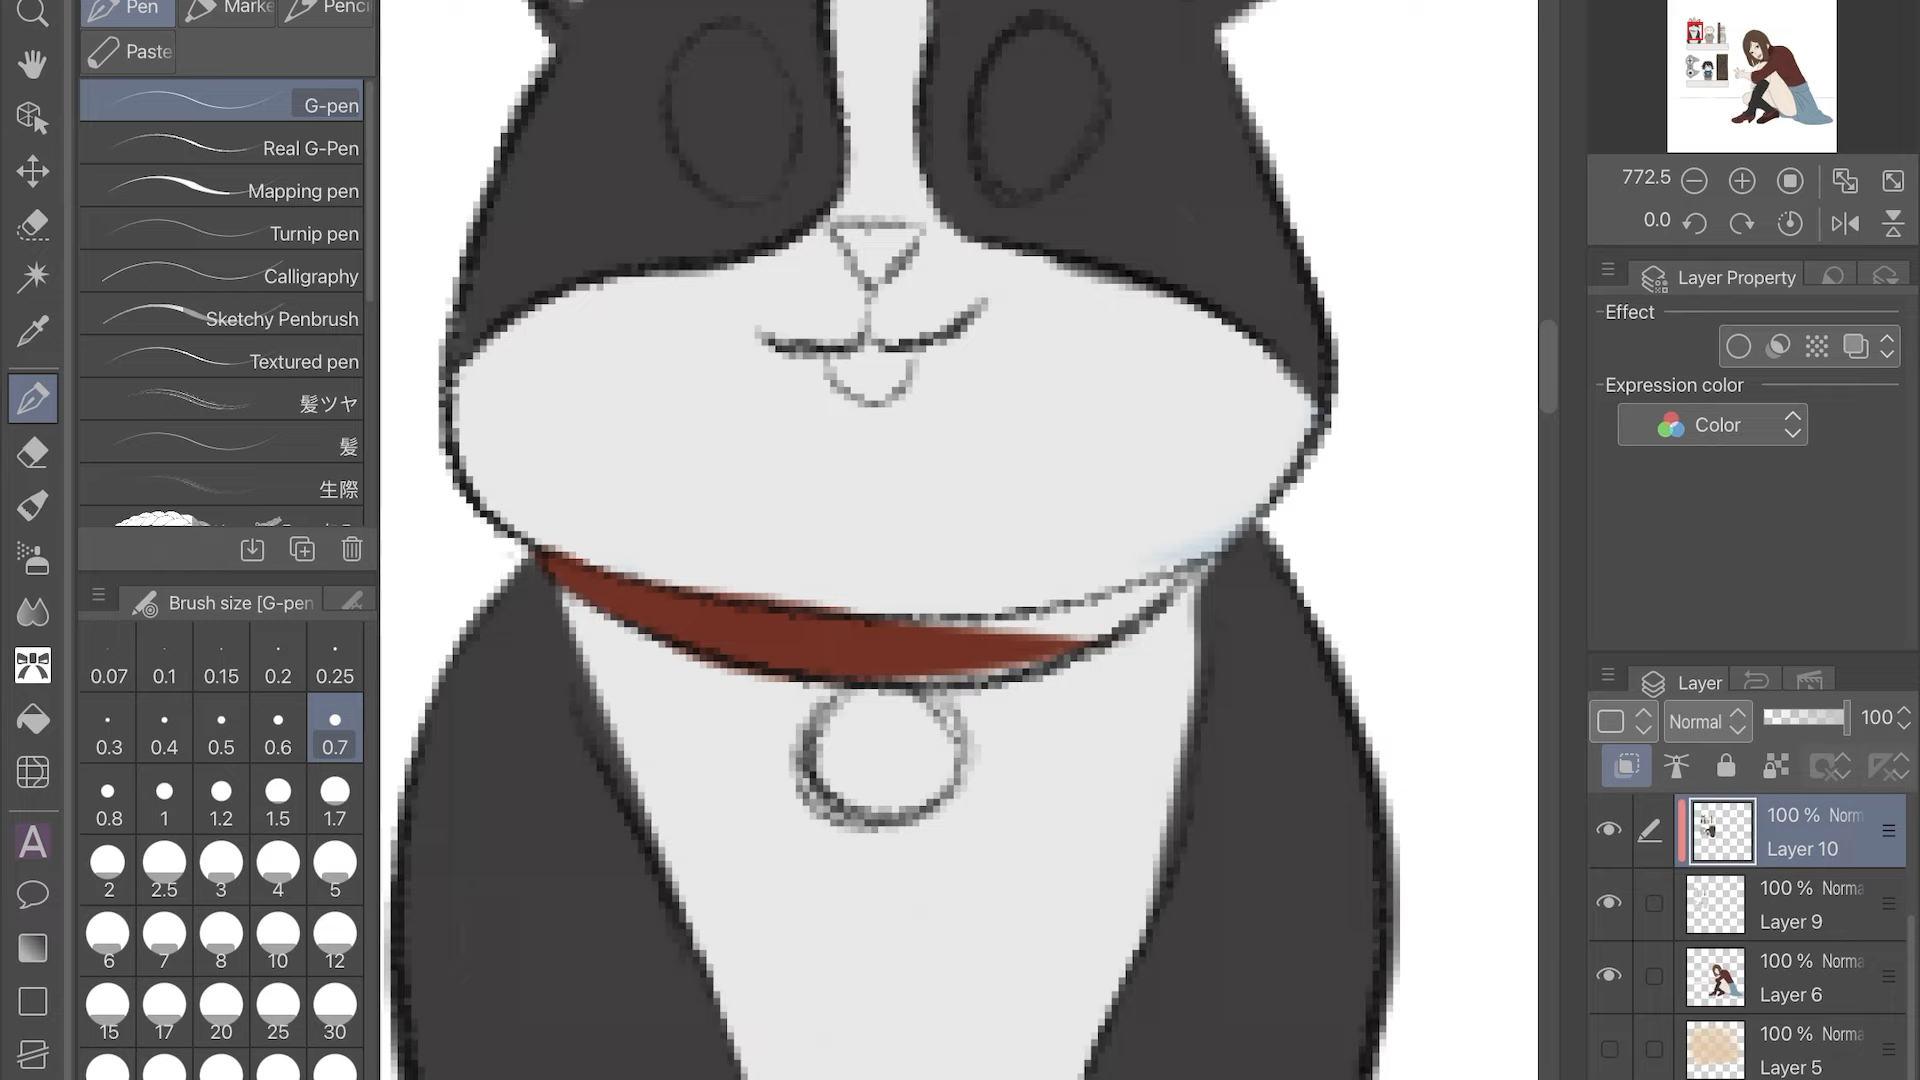 Pen
Marke
Penci
Paste
G-pen
Real G-Pen
Mapping pen
Turnip pen
Calligraphy
Sketchy Penbrush
Textured pen
髪ツヤ
髪
生際
Brush size [G-pen
0.07 0.1 0.15 0.2 0.25
0.3 0.4 0.5 0.6 0.7
0.8 1 1.2 1.5 1.7
2 2.5 3 4 5
6 7 8 10 12
15 17 20 25 30
772.5
0.0
Layer Property
Effect
Expression color
Color
Layer
Normal 100
100 % Norm
Layer 10
100 % Norma
Layer 9
100 % Norma
Layer 6
100 % Norma
Layer 5